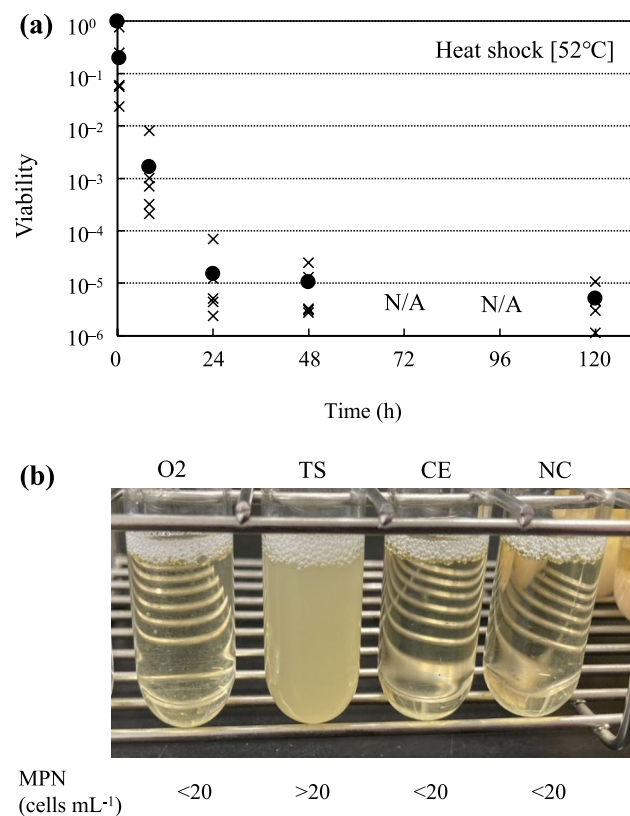 (a)
10⁰
Heat shock [52℃]
10⁻¹
10⁻²
10⁻³
10⁻⁴
10⁻⁵
10⁻⁶
Viability
N/A N/A
0 24 48 72 96 120
Time (h)
(b)
O2 TS CE NC
MPN
(cells mL⁻¹)
<20 >20 <20 <20